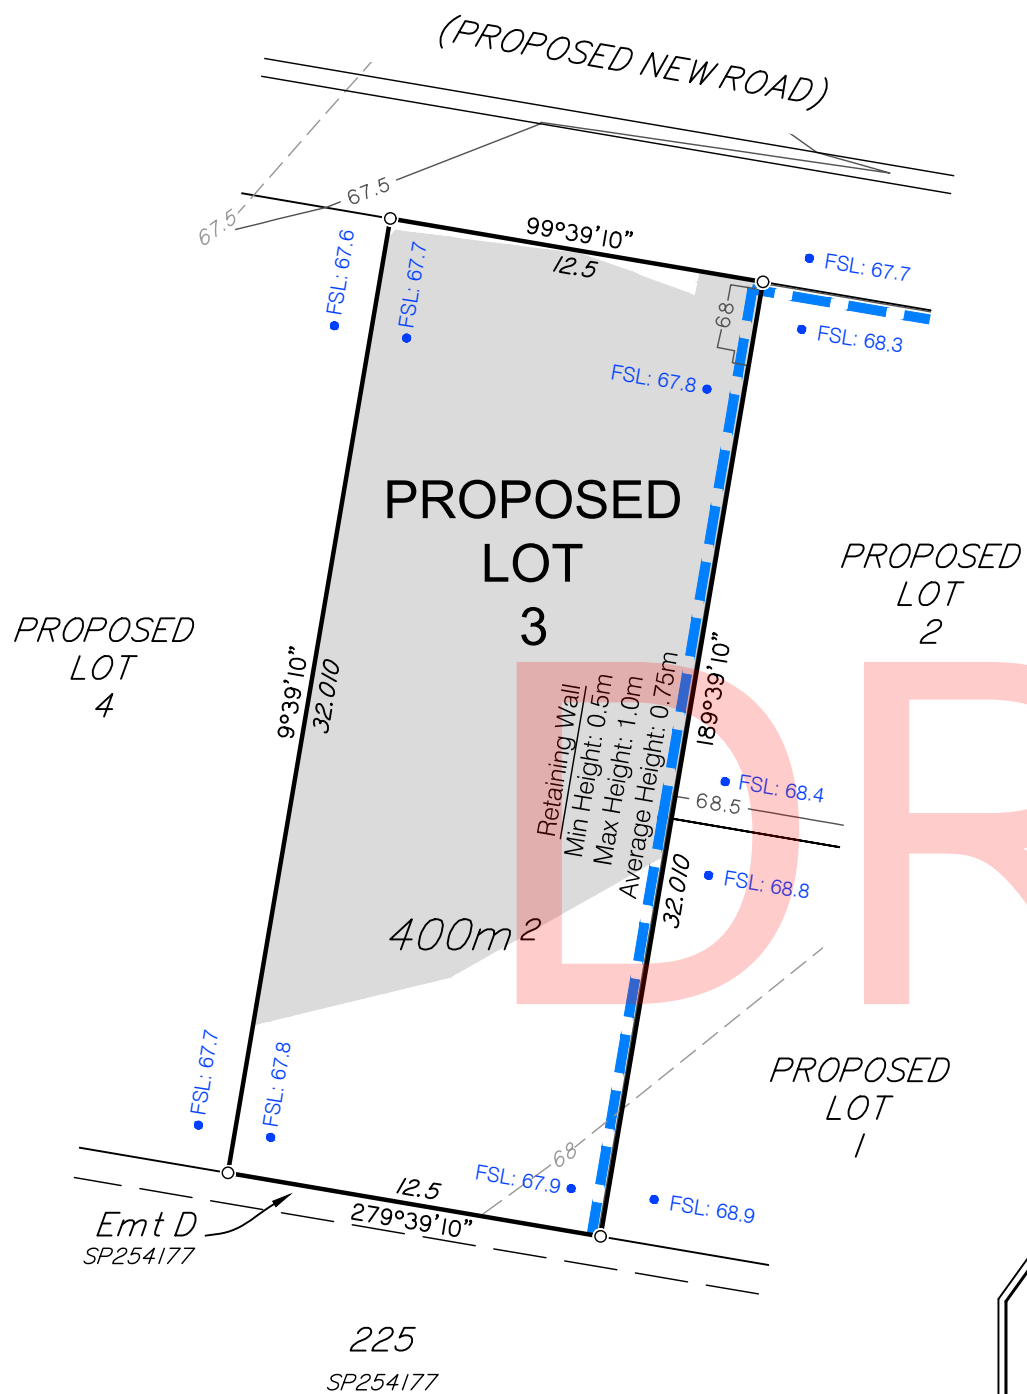 (PROPOSED NEW ROAD)
67.5
67.5
99°39'10"
12.5
FSL: 67.6
FSL: 67.7
FSL: 67.7
68
FSL: 68.3
FSL: 67.8
PROPOSED
LOT
3
PROPOSED
LOT
2
PROPOSED
LOT
4
9°39'10"
32.010
Retaining Wall
Min Height: 0.5m
Max Height: 1.0m
Average Height: 0.75m
189°39'10"
32.010
FSL: 68.4
68.5
FSL: 68.8
400m²
DR
FSL: 67.7
FSL: 67.8
PROPOSED
LOT
1
68
FSL: 67.9
FSL: 68.9
12.5
279°39'10"
Emt D
SP254177
225
SP254177